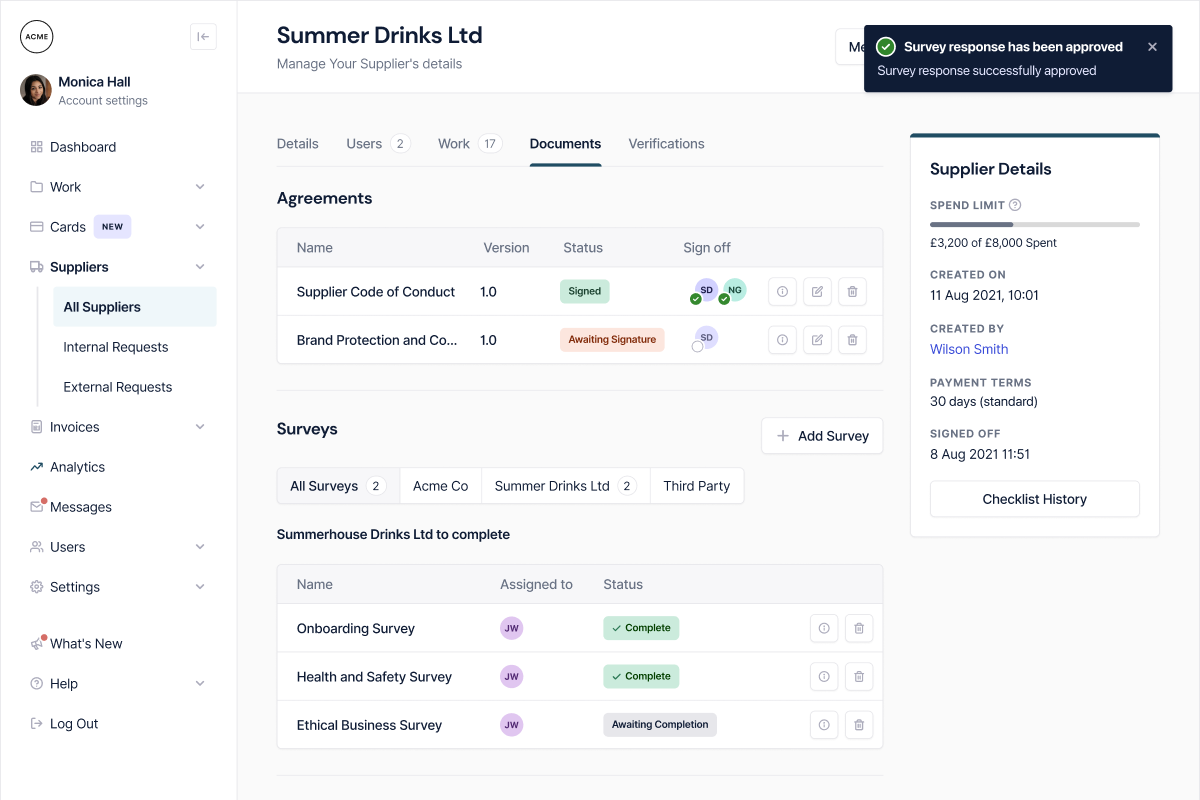 ACME
Monica Hall
Account settings
Dashboard
Work
Cards NEW
Suppliers
All Suppliers
Internal Requests
External Requests
Invoices
Analytics
Messages
Users
Settings
What's New
Help
Log Out
Summer Drinks Ltd
Manage Your Supplier's details
Survey response has been approved
Survey response successfully approved
Details Users 2 Work 17 Documents Verifications
Agreements
Name Version Status Sign off
Supplier Code of Conduct 1.0 Signed SD NG
Brand Protection and Co... 1.0 Awaiting Signature SD
Surveys
Add Survey
All Surveys 2 Acme Co Summer Drinks Ltd 2 Third Party
Summerhouse Drinks Ltd to complete
Name Assigned to Status
Onboarding Survey JW Complete
Health and Safety Survey JW Complete
Ethical Business Survey JW Awaiting Completion
Supplier Details
SPEND LIMIT
£3,200 of £8,000 Spent
CREATED ON
11 Aug 2021, 10:01
CREATED BY
Wilson Smith
PAYMENT TERMS
30 days (standard)
SIGNED OFF
8 Aug 2021 11:51
Checklist History